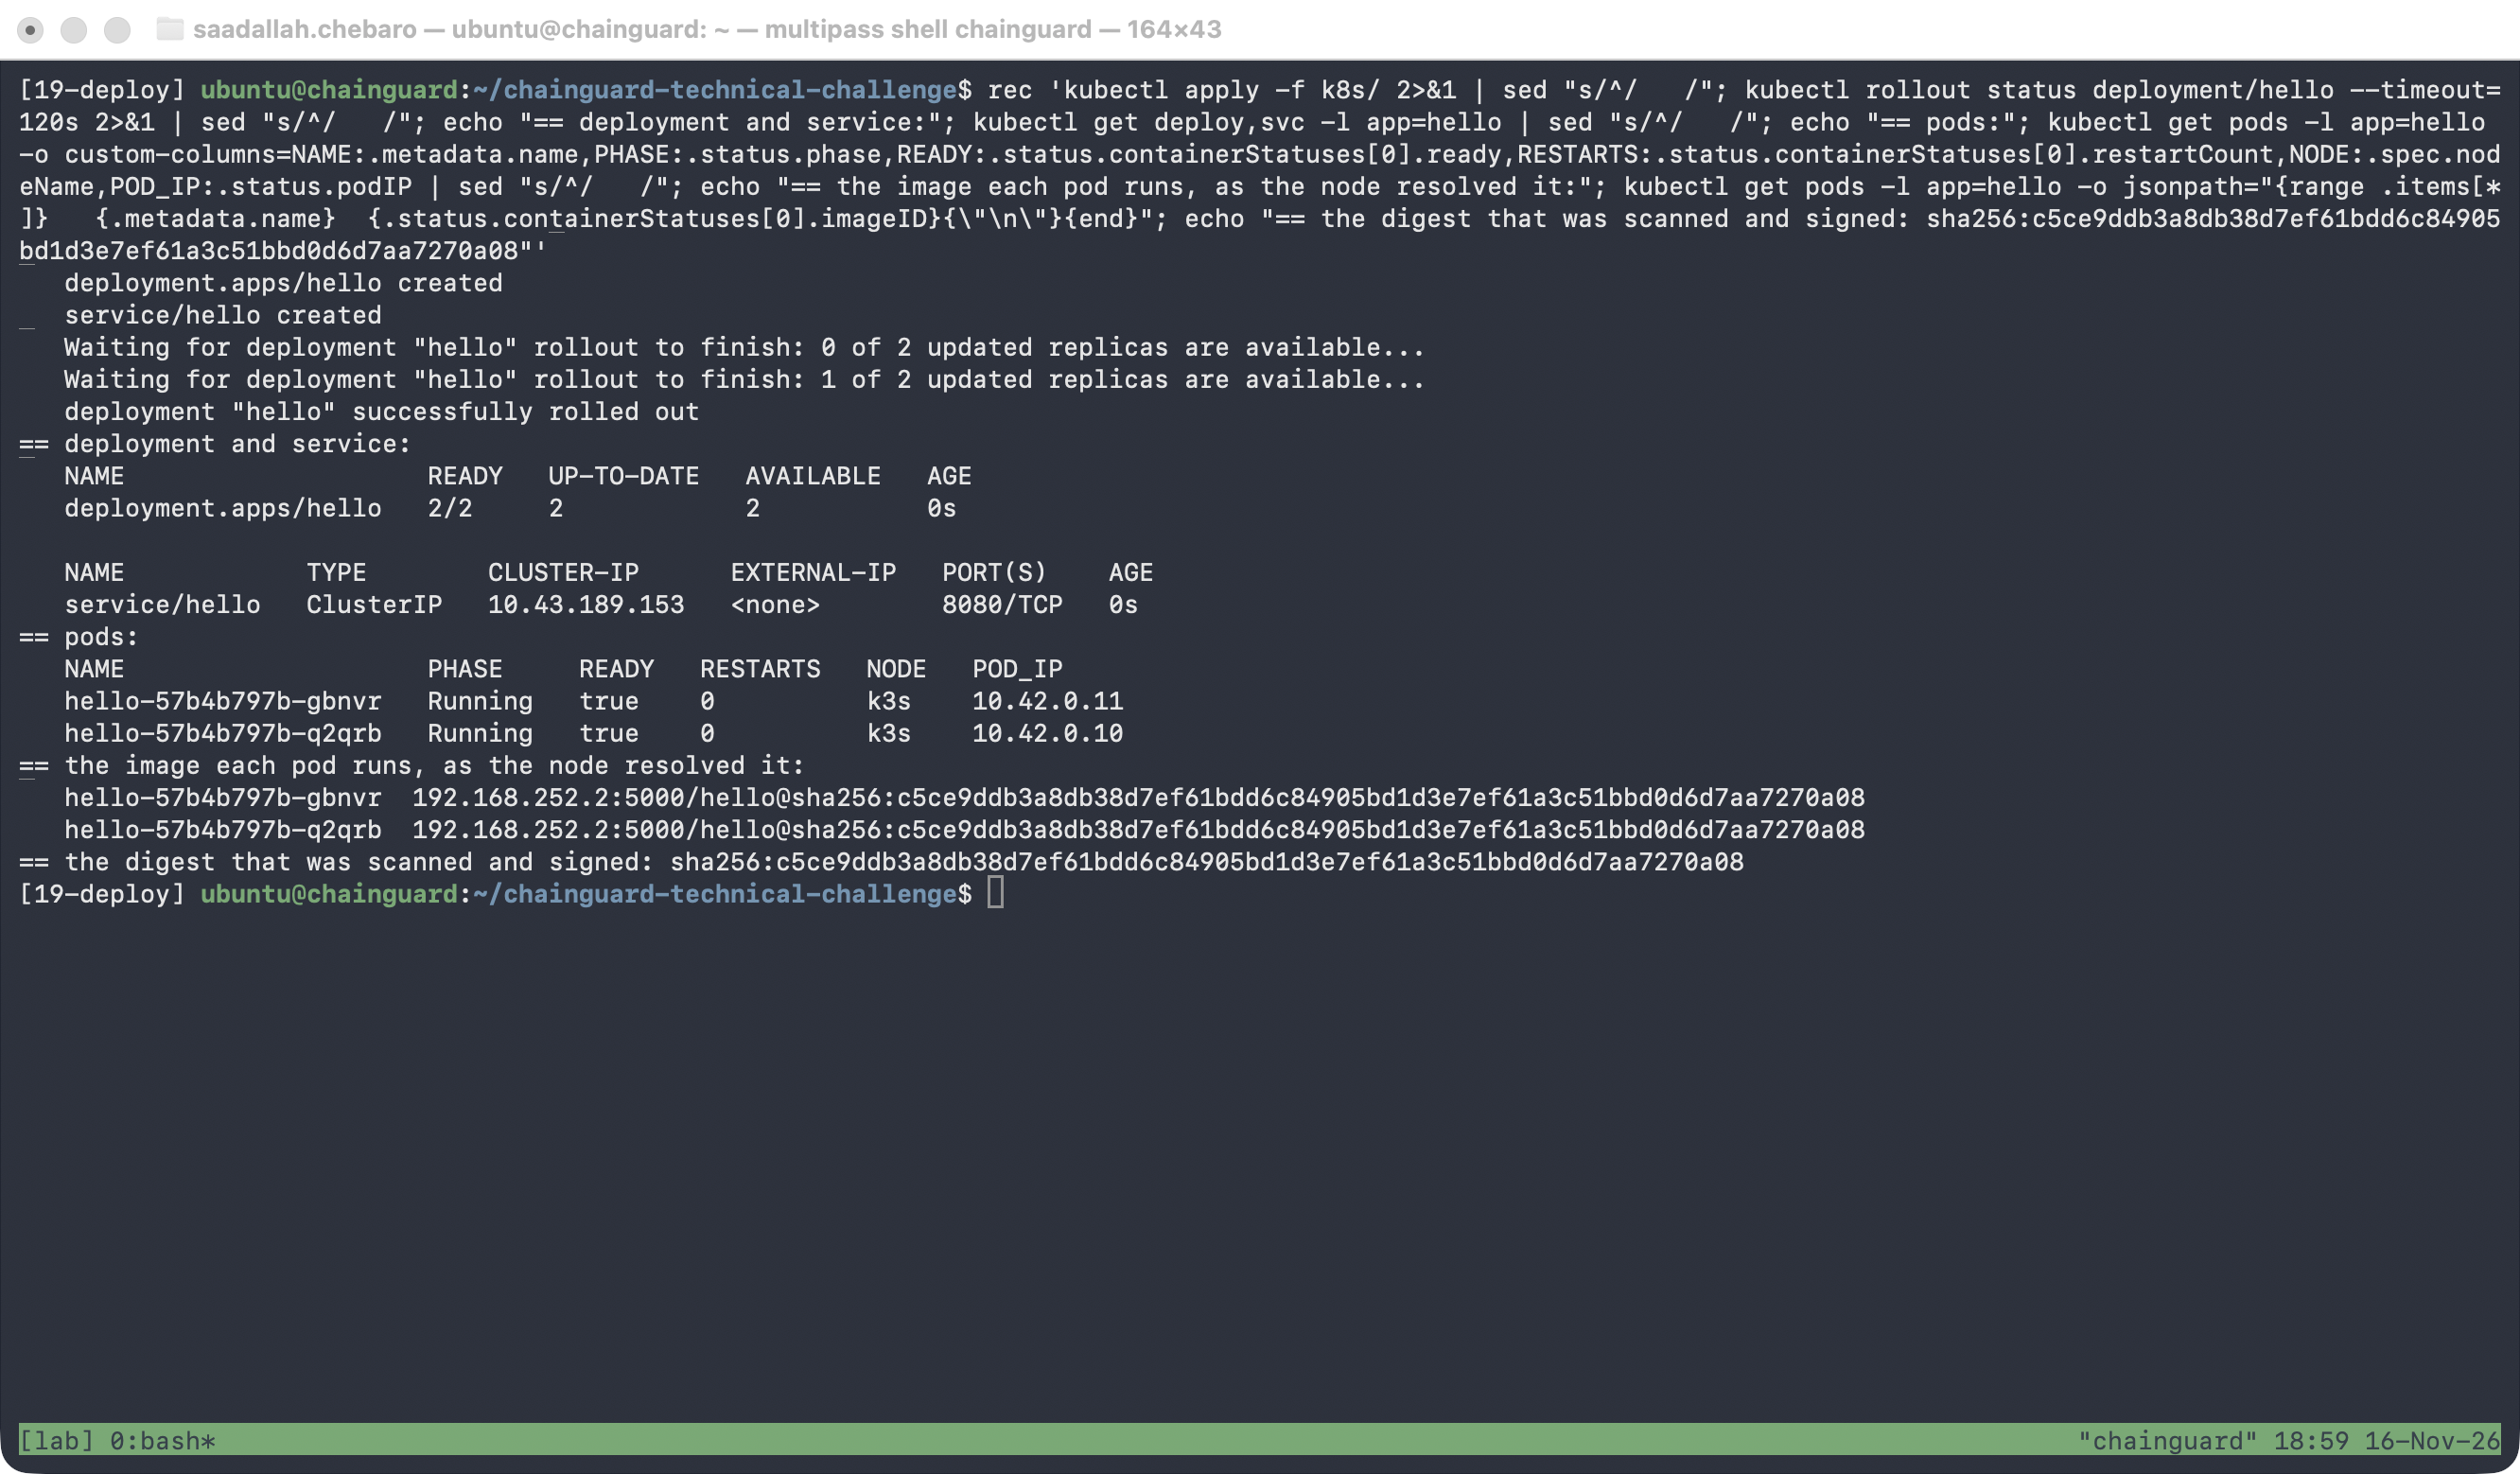 saadallah.chebaro — ubuntu@chainguard: ~ — multipass shell chainguard — 164×43
[19-deploy] ubuntu@chainguard:~/chainguard-technical-challenge$ rec 'kubectl apply -f k8s/ 2>&1 | sed "s/^/   /"; kubectl rollout status deployment/hello --timeout=
120s 2>&1 | sed "s/^/   /"; echo "== deployment and service:"; kubectl get deploy,svc -l app=hello | sed "s/^/   /"; echo "== pods:"; kubectl get pods -l app=hello
-o custom-columns=NAME:.metadata.name,PHASE:.status.phase,READY:.status.containerStatuses[0].ready,RESTARTS:.status.containerStatuses[0].restartCount,NODE:.spec.nod
eName,POD_IP:.status.podIP | sed "s/^/   /"; echo "== the image each pod runs, as the node resolved it:"; kubectl get pods -l app=hello -o jsonpath="{range .items[*
]}   {.metadata.name}  {.status.containerStatuses[0].imageID}{\"\n\"}{end}"; echo "== the digest that was scanned and signed: sha256:c5ce9ddb3a8db38d7ef61bdd6c84905
bd1d3e7ef61a3c51bbd0d6d7aa7270a08"'
   deployment.apps/hello created
   service/hello created
   Waiting for deployment "hello" rollout to finish: 0 of 2 updated replicas are available...
   Waiting for deployment "hello" rollout to finish: 1 of 2 updated replicas are available...
   deployment "hello" successfully rolled out
== deployment and service:
   NAME                    READY   UP-TO-DATE   AVAILABLE   AGE
   deployment.apps/hello   2/2     2            2           0s

   NAME            TYPE        CLUSTER-IP      EXTERNAL-IP   PORT(S)    AGE
   service/hello   ClusterIP   10.43.189.153   <none>        8080/TCP   0s
== pods:
   NAME                    PHASE     READY   RESTARTS   NODE   POD_IP
   hello-57b4b797b-gbnvr   Running   true    0          k3s    10.42.0.11
   hello-57b4b797b-q2qrb   Running   true    0          k3s    10.42.0.10
== the image each pod runs, as the node resolved it:
   hello-57b4b797b-gbnvr  192.168.252.2:5000/hello@sha256:c5ce9ddb3a8db38d7ef61bdd6c84905bd1d3e7ef61a3c51bbd0d6d7aa7270a08
   hello-57b4b797b-q2qrb  192.168.252.2:5000/hello@sha256:c5ce9ddb3a8db38d7ef61bdd6c84905bd1d3e7ef61a3c51bbd0d6d7aa7270a08
== the digest that was scanned and signed: sha256:c5ce9ddb3a8db38d7ef61bdd6c84905bd1d3e7ef61a3c51bbd0d6d7aa7270a08
[19-deploy] ubuntu@chainguard:~/chainguard-technical-challenge$
[lab] 0:bash*                    "chainguard" 18:59 16-Nov-26